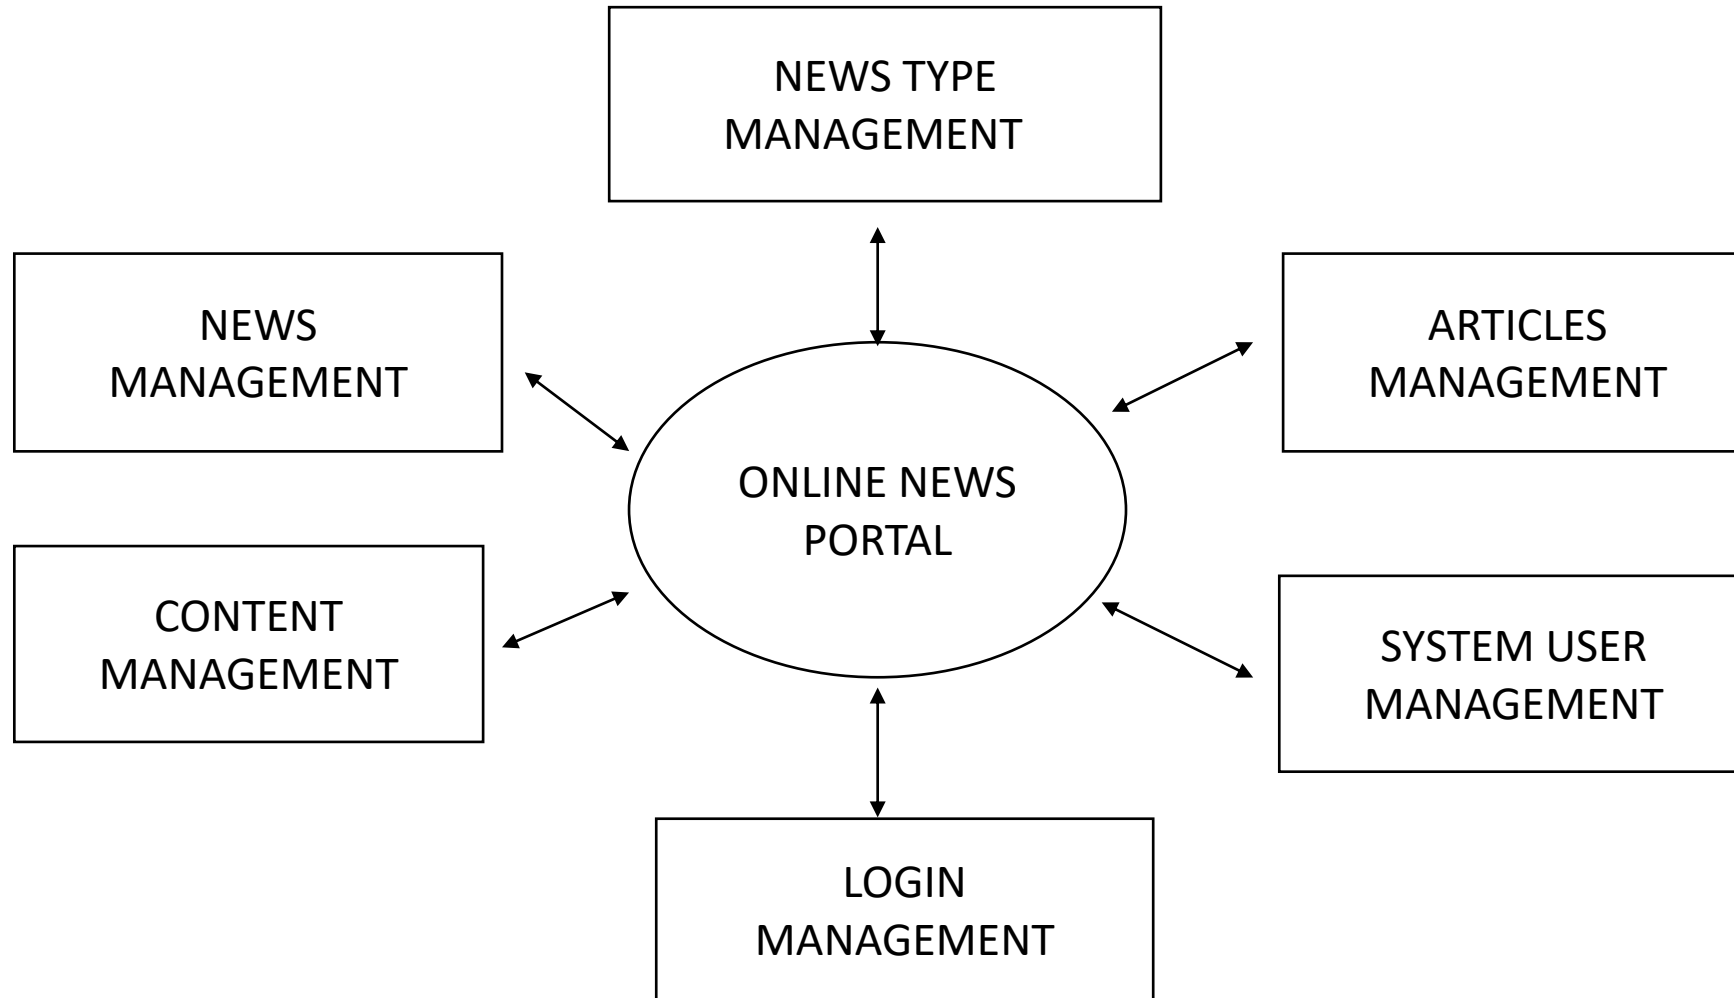 NEWS TYPE
MANAGEMENT
NEWS
MANAGEMENT
ARTICLES
MANAGEMENT
ONLINE NEWS
PORTAL
CONTENT
MANAGEMENT
SYSTEM USER
MANAGEMENT
LOGIN
MANAGEMENT